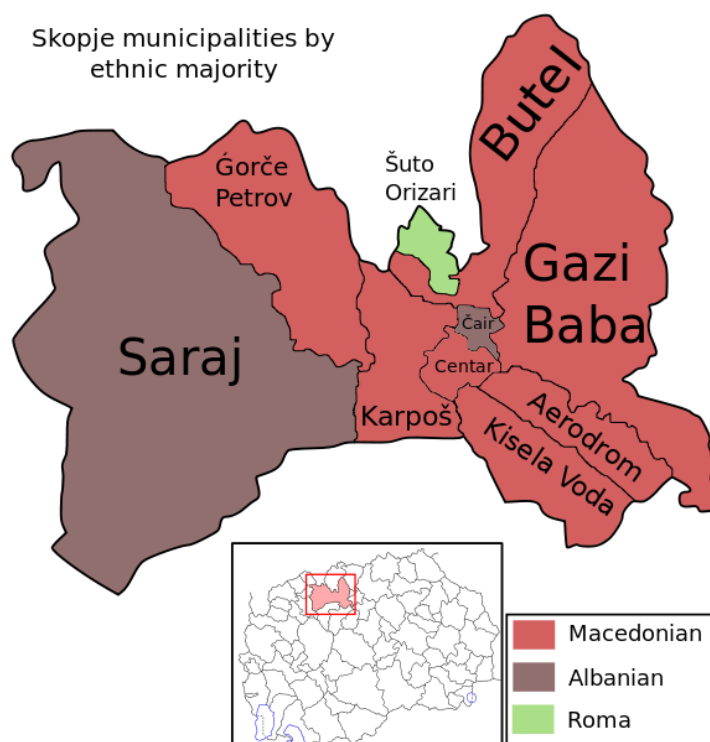 Skopje municipalities by
ethnic majority
Butel
Ǵorče
Petrov
Šuto
Orizari
Gazi
Baba
Čair
Saraj
Centar
Karpoš
Aerodrom
Kisela Voda
Macedonian
Albanian
Roma